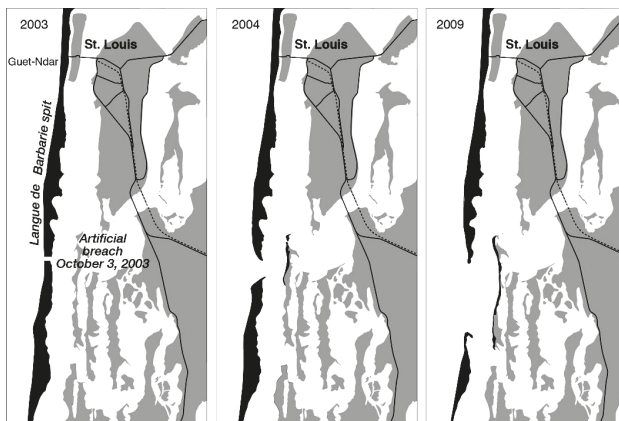 2003
St. Louis
Guet-Ndar
Langue de
Barbarie spit
Artificial
breach
October 3, 2003
2004
St. Louis
2009
St. Louis